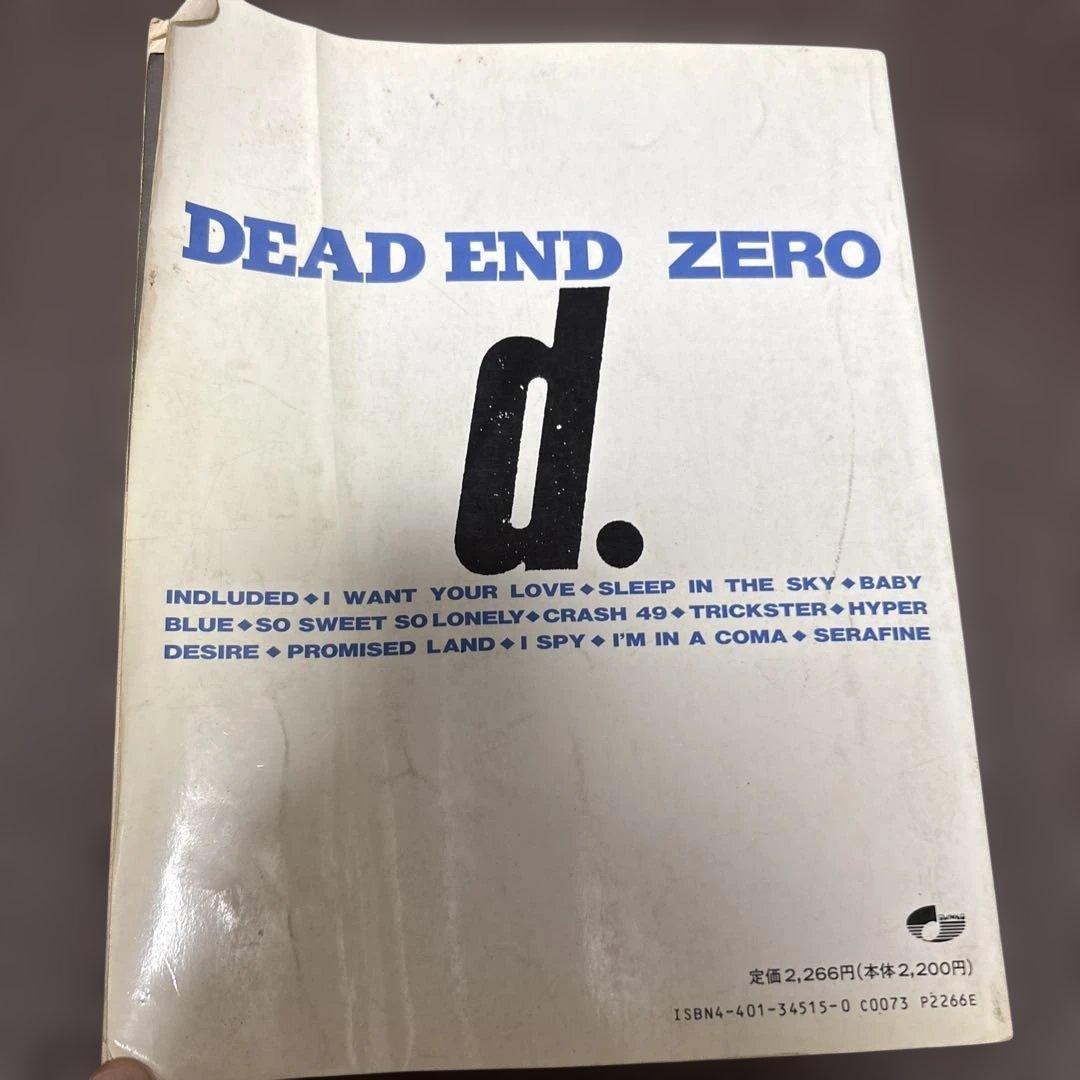 DEAD END ZERO
d.
INDLUDED◆I WANT YOUR LOVE◆SLEEP IN THE SKY◆BABY
BLUE◆SO SWEET SO LONELY◆CRASH 49◆TRICKSTER◆HYPER
DESIRE◆PROMISED LAND◆I SPY◆I'M IN A COMA◆SERAFINE
定価2,266円(本体2,200円)
ISBN4-401-34515-0 C0073 P2266E